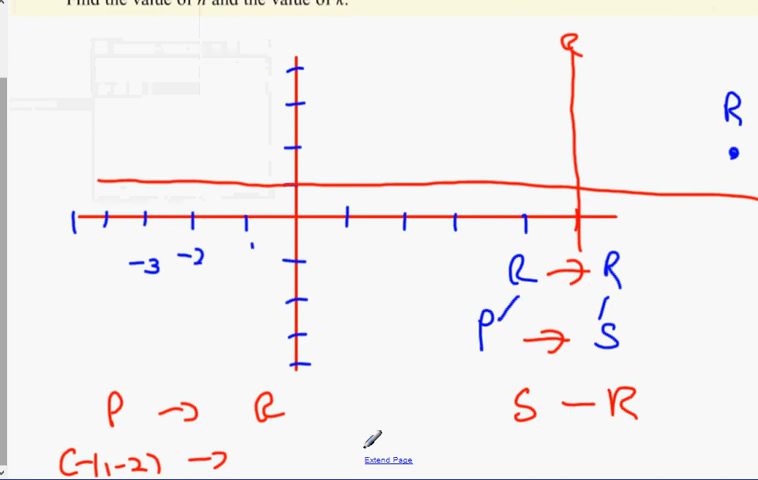 Find the value of n and the value of k.
R
R
-3 -2
R → R
P → S
P → R
S - R
(-1,-2) →
Extend Page